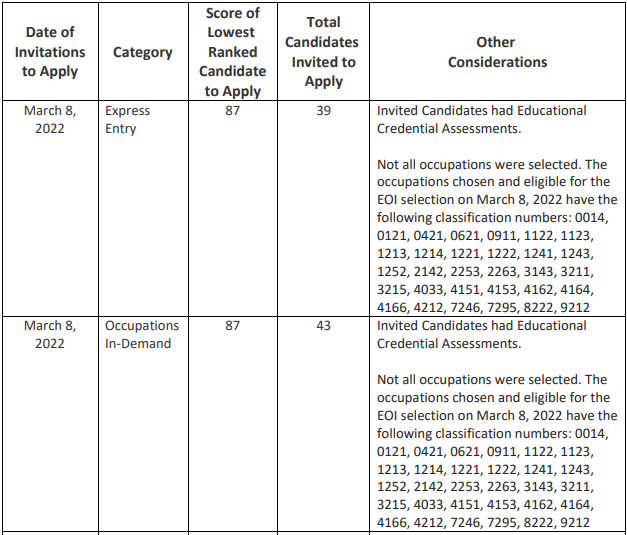 Date of Invitations to Apply
Category
Score of Lowest Ranked Candidate to Apply
Total Candidates Invited to Apply
Other Considerations
March 8, 2022
Express Entry
87
39
Invited Candidates had Educational
Credential Assessments.
Not all occupations were selected. The
occupations chosen and eligible for the
EOI selection on March 8, 2022 have the
following classification numbers: 0014,
0121, 0421, 0621, 0911, 1122, 1123,
1213, 1214, 1221, 1222, 1241, 1243,
1252, 2142, 2253, 2263, 3143, 3211,
3215, 4033, 4151, 4153, 4162, 4164,
4166, 4212, 7246, 7295, 8222, 9212
March 8, 2022
Occupations In-Demand
87
43
Invited Candidates had Educational
Credential Assessments.
Not all occupations were selected. The
occupations chosen and eligible for the
EOI selection on March 8, 2022 have the
following classification numbers: 0014,
0121, 0421, 0621, 0911, 1122, 1123,
1213, 1214, 1221, 1222, 1241, 1243,
1252, 2142, 2253, 2263, 3143, 3211,
3215, 4033, 4151, 4153, 4162, 4164,
4166, 4212, 7246, 7295, 8222, 9212